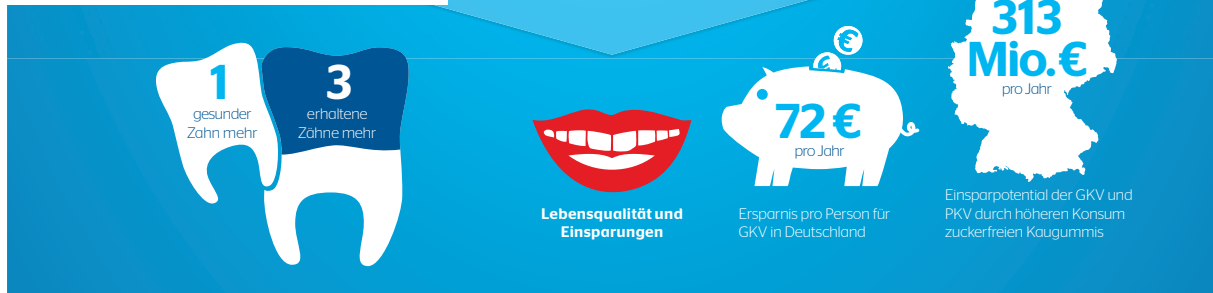 1
gesunder
Zahn mehr
3
erhaltene
Zähne mehr
Lebensqualität und
Einsparungen
€
€
72 €
pro Jahr
Ersparnis pro Person für
GKV in Deutschland
313
Mio. €
pro Jahr
Einsparpotential der GKV und
PKV durch höheren Konsum
zuckerfreien Kaugummis